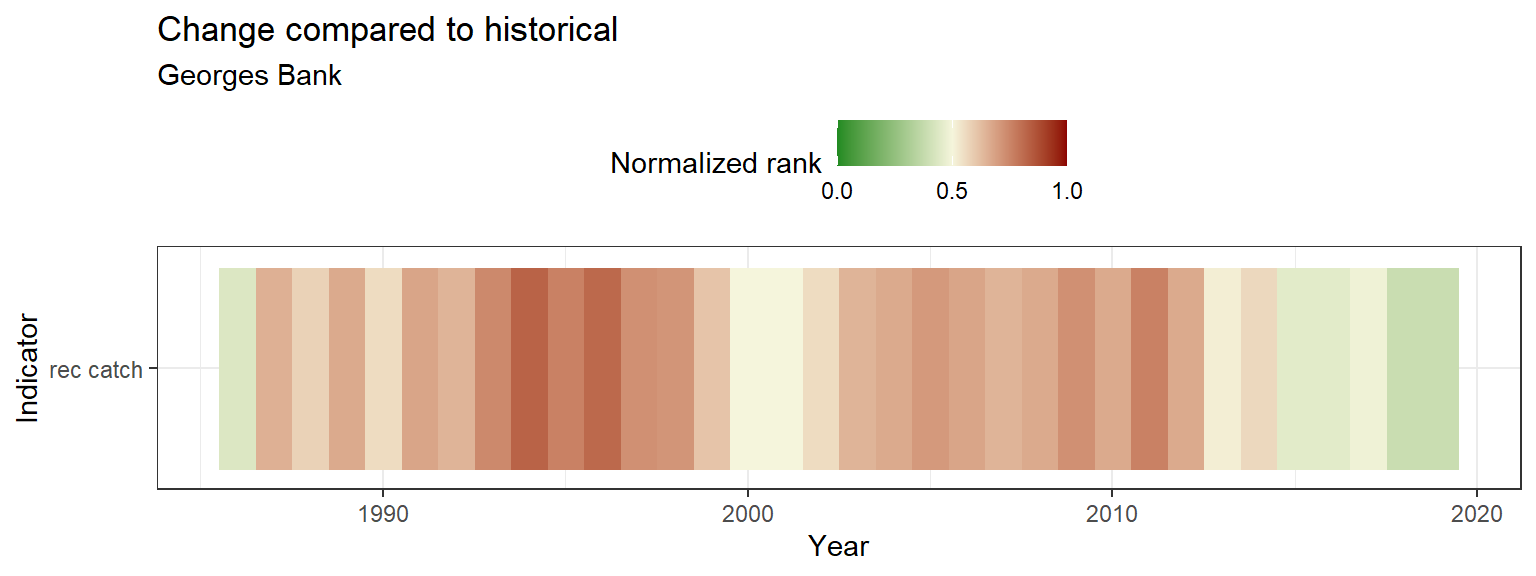 Change compared to historical
Georges Bank
Normalized rank
0.0 0.5 1.0
Indicator
rec catch
1990 2000 2010 2020
Year